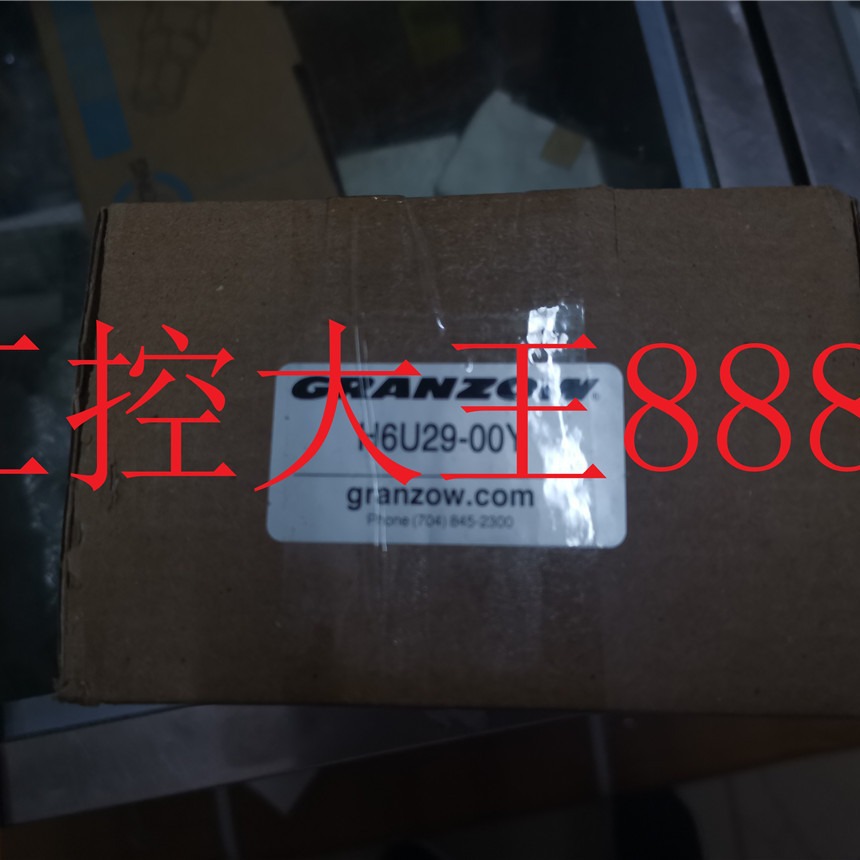 GRANZOW®
工控大王888
H6U29-00Y
granzow.com
Phone (704) 845-2300